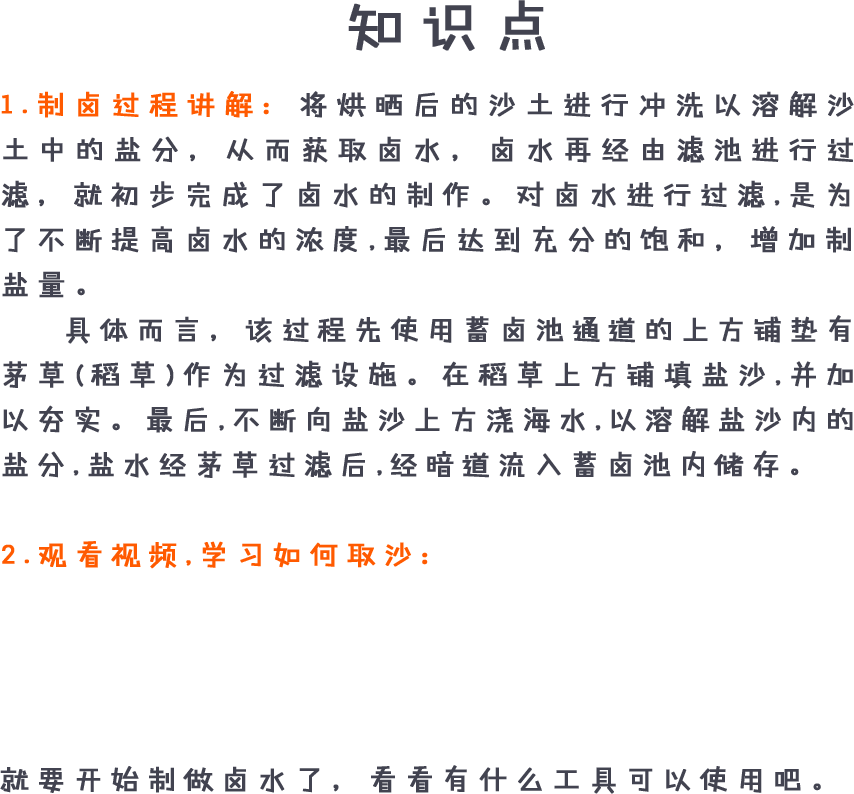 知识点
1.制卤过程讲解：将烘晒后的沙土进行冲洗以溶解沙
土中的盐分，从而获取卤水，卤水再经由滤池进行过
滤，就初步完成了卤水的制作。对卤水进行过滤,是为
了不断提高卤水的浓度,最后达到充分的饱和，增加制
盐量。
具体而言，该过程先使用蓄卤池通道的上方铺垫有
茅草(稻草)作为过滤设施。在稻草上方铺填盐沙,并加
以夯实。最后,不断向盐沙上方浇海水,以溶解盐沙内的
盐分,盐水经茅草过滤后,经暗道流入蓄卤池内储存。
2.观看视频,学习如何取沙：
就要开始制做卤水了，看看有什么工具可以使用吧。